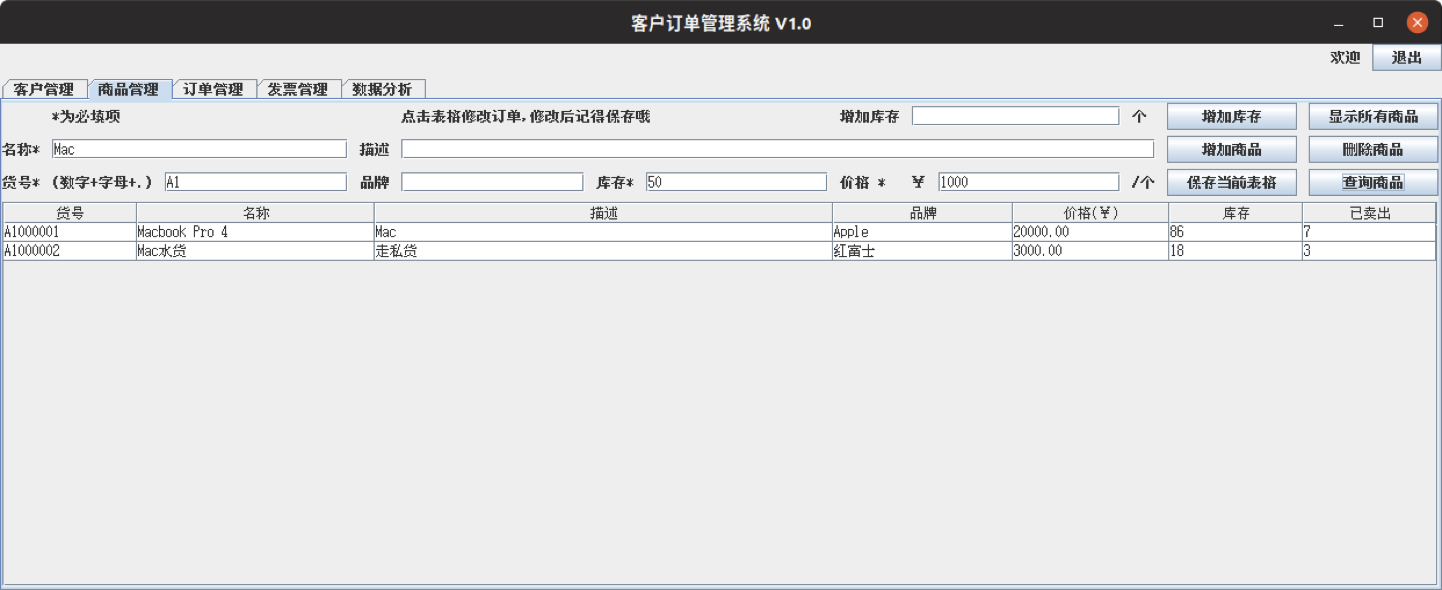 客户订单管理系统 V1.0
欢迎 退出
客户管理 商品管理 订单管理 发票管理 数据分析
*为必填项 点击表格修改订单,修改后记得保存哦 增加库存 个 增加库存 显示所有商品
名称* Mac 描述 增加商品 删除商品
货号* (数字+字母+.) A1 品牌 库存* 50 价格 * ¥ 1000 /个 保存当前表格 查询商品
货号 名称 描述 品牌 价格(¥) 库存 已卖出
A1000001 Macbook Pro 4 Mac Apple 20000.00 86 7
A1000002 Mac水货 走私货 红富士 3000.00 18 3